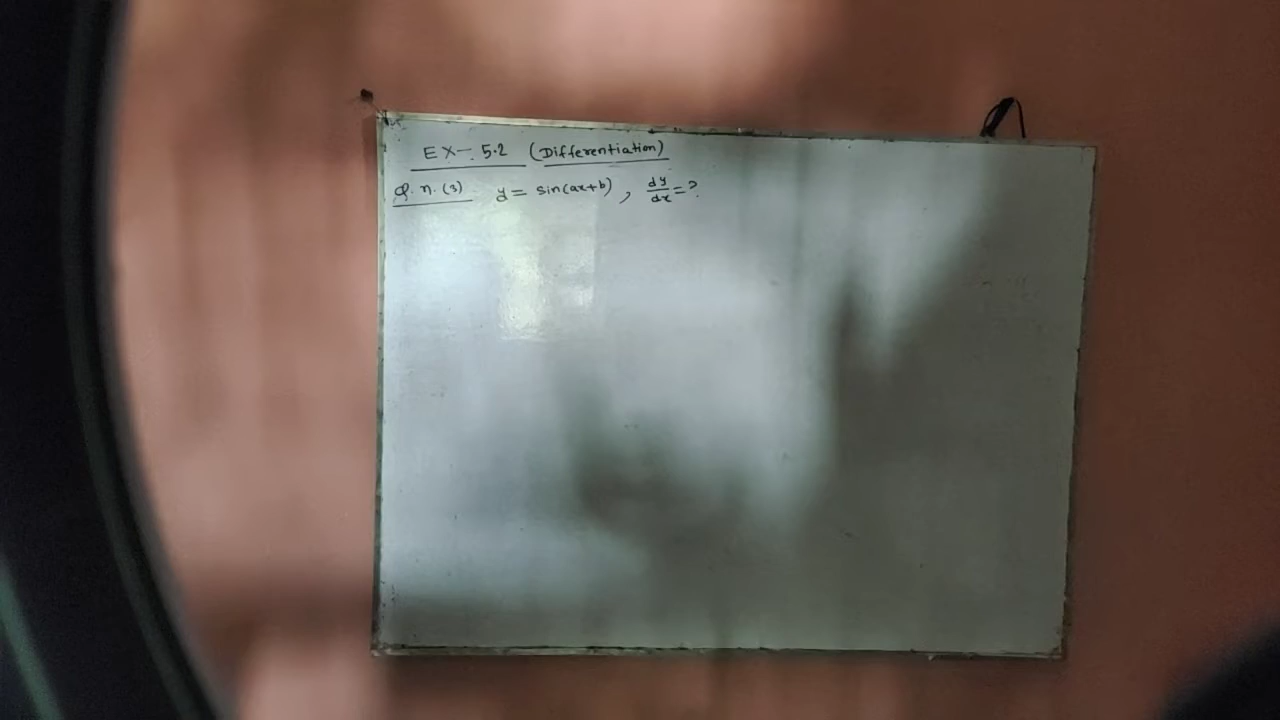 EX-. 5.2 (Differentiation)
Q. n. (3) y = sin(ax+b), dy/dx = ?